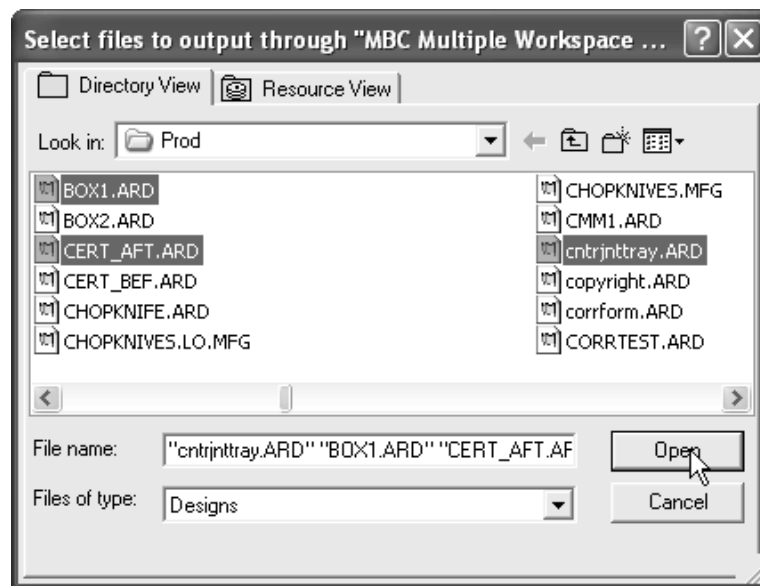 Select files to output through "MBC Multiple Workspace ...
Directory View Resource View
Look in: Prod
BOX1.ARD
BOX2.ARD
CERT_AFT.ARD
CERT_BEF.ARD
CHOPKNIFE.ARD
CHOPKNIVES.LO.MFG
CHOPKNIVES.MFG
CMM1.ARD
cntrjnttray.ARD
copyright.ARD
corrform.ARD
CORRTEST.ARD
File name: "cntrjnttray.ARD" "BOX1.ARD" "CERT_AFT.AF
Open
Files of type: Designs
Cancel